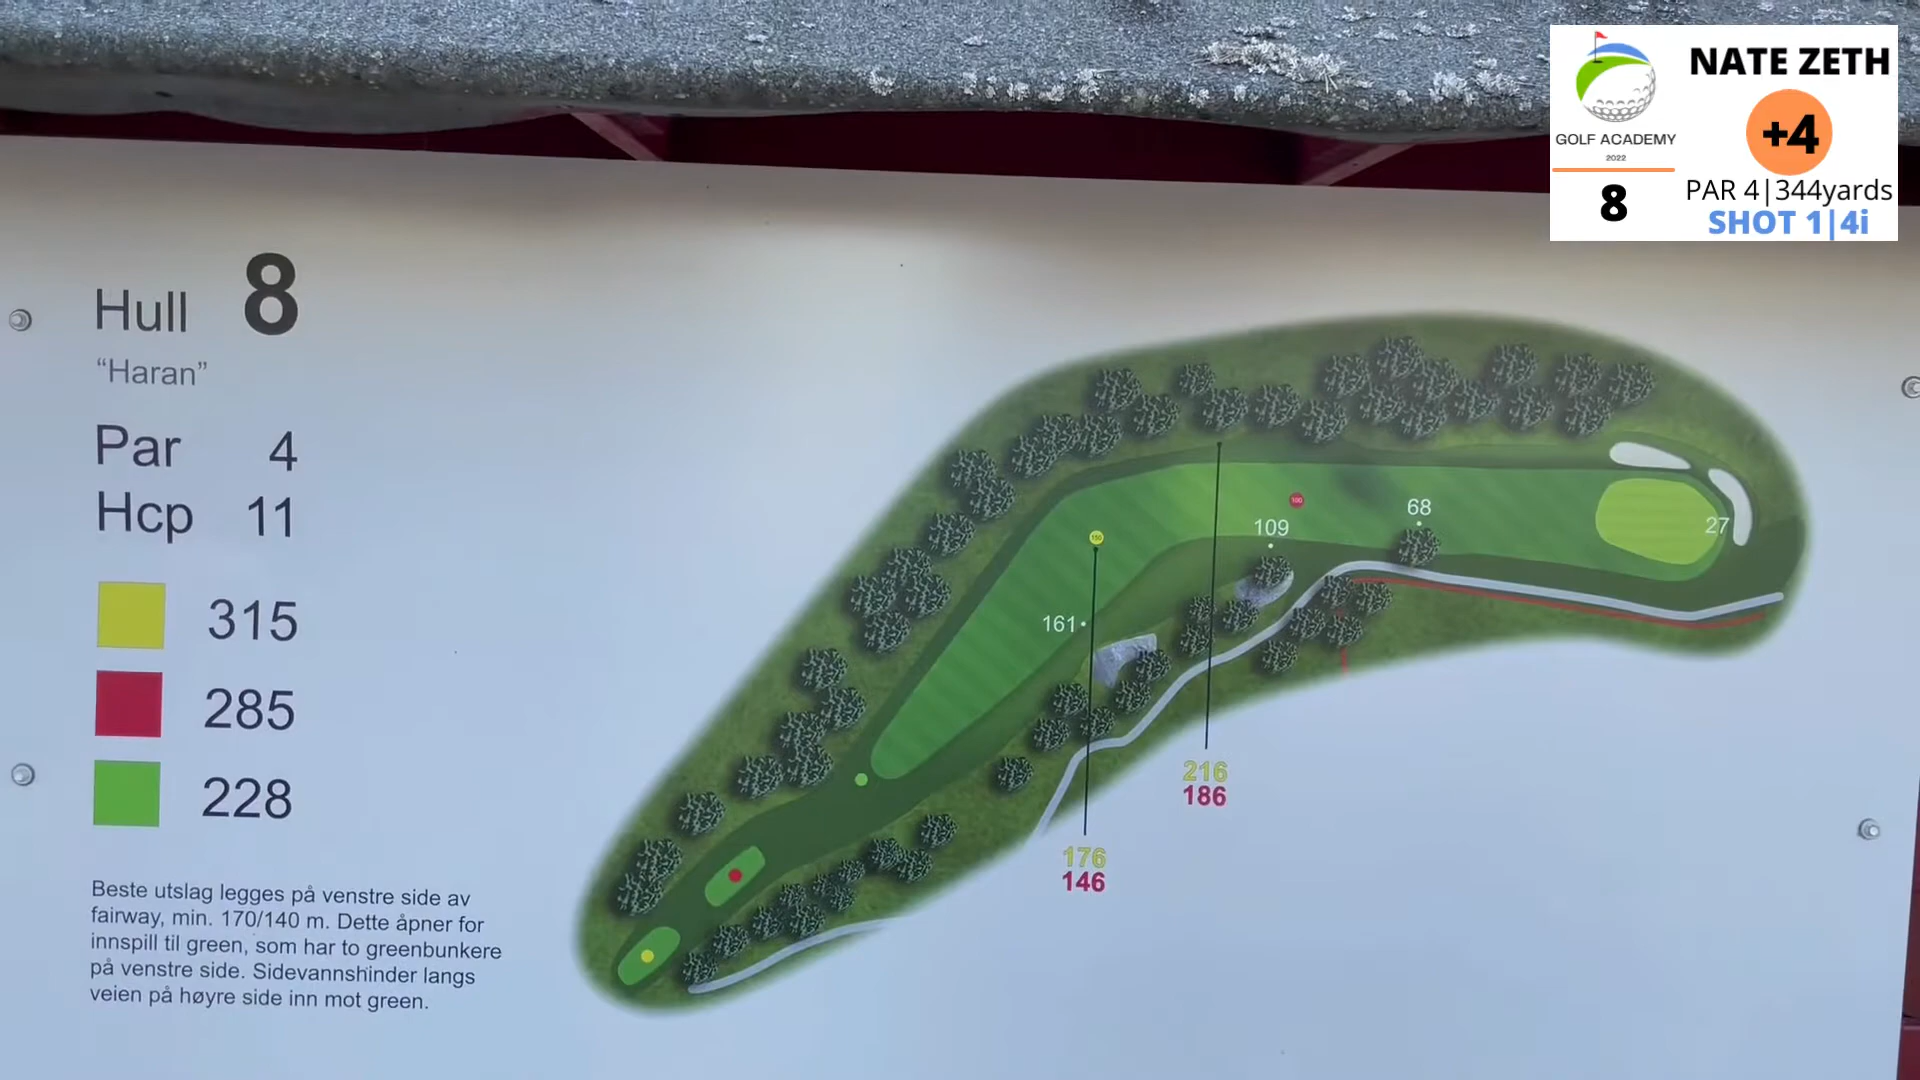 NATE ZETH
+4
GOLF ACADEMY
2022
8
PAR 4|344yards
SHOT 1|4i
Hull 8
“Haran”
Par 4
Hcp 11
315
285
228
Beste utslag legges på venstre side av
fairway, min. 170/140 m. Dette åpner for
innspill til green, som har to greenbunkere
på venstre side. Sidevannshinder langs
veien på høyre side inn mot green.
68
100
109
27
150
161
216
186
176
146